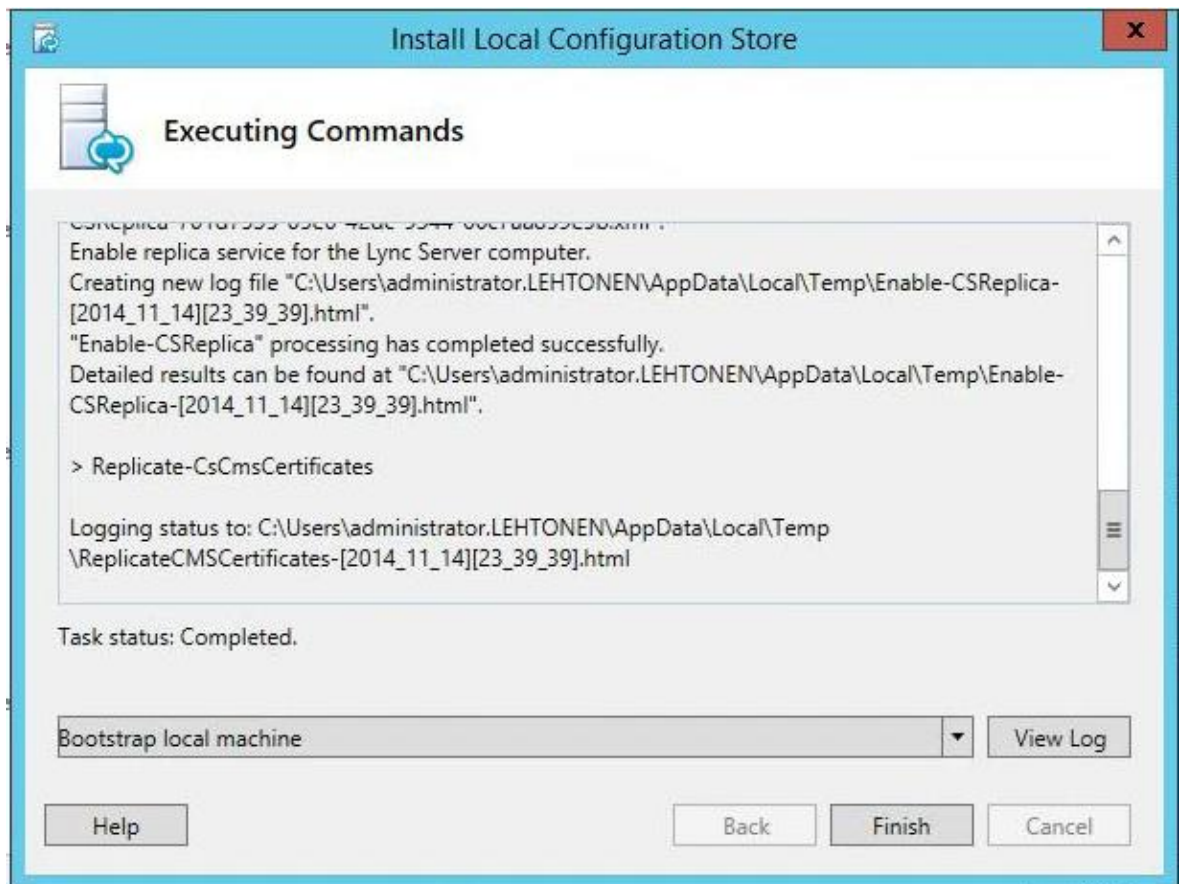 Install Local Configuration Store
x
Executing Commands
Enable replica service for the Lync Server computer.
Creating new log file "C:\Users\administrator.LEHTONEN\AppData\Local\Temp\Enable-CSReplica-
[2014_11_14][23_39_39].html".
"Enable-CSReplica" processing has completed successfully.
Detailed results can be found at "C:\Users\administrator.LEHTONEN\AppData\Local\Temp\Enable-
CSReplica-[2014_11_14][23_39_39].html".
> Replicate-CsCmsCertificates
Logging status to: C:\Users\administrator.LEHTONEN\AppData\Local\Temp
\ReplicateCMSCertificates-[2014_11_14][23_39_39].html
Task status: Completed.
Bootstrap local machine
View Log
Help
Back
Finish
Cancel